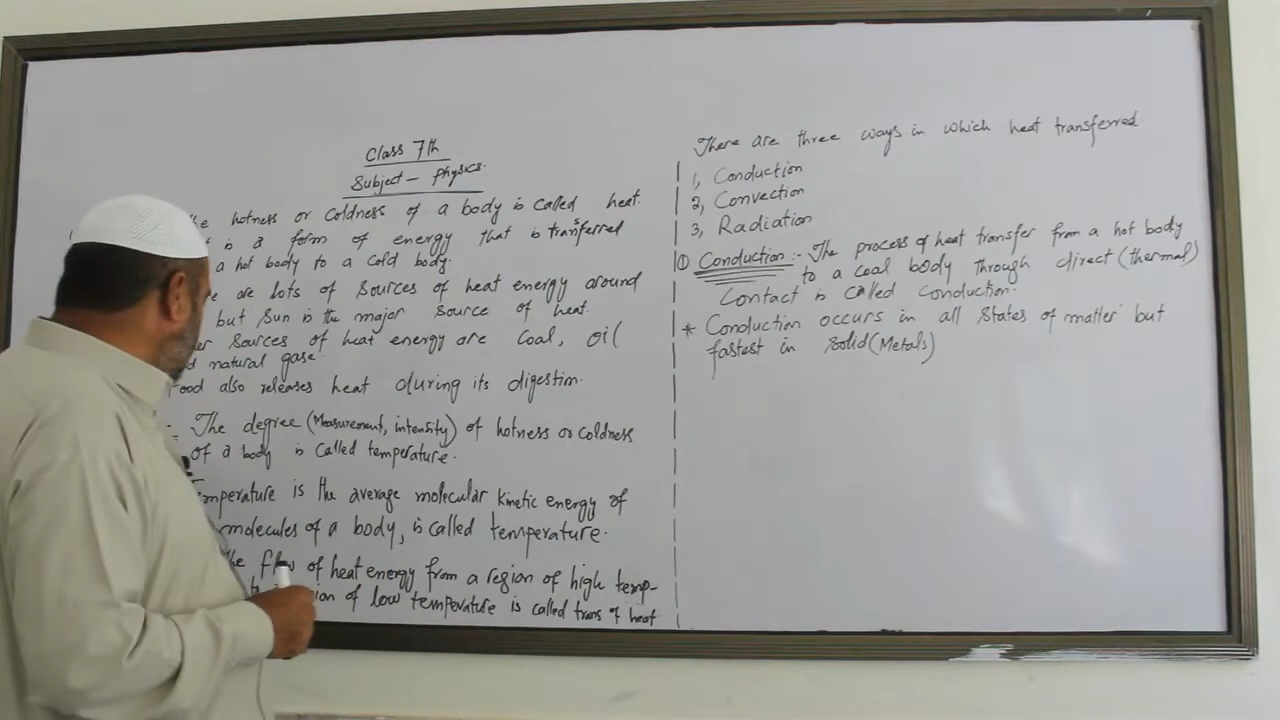 Class 7th
Subject - Physics.
he hotness or coldness of a body is called heat.
is a form of energy that is transferred
a hot body to a cold body.
e are lots of sources of heat energy around
but sun is the major source of heat.
er sources of heat energy are coal, oil
d natural gase.
Food also releases heat during its digestion.
= The degree (Measurement, intensity) of hotness or coldness
of a body is called temperature.
emperature is the average molecular kinetic energy of
molecules of a body, is called temperature.
he flow of heat energy from a region of high temp-
ion of low temperature is called trans of heat
There are three ways in which heat transferred.
1, Conduction
2, Convection
3, Radiation
① Conduction :- The process of heat transfer from a hot body
to a coal body through direct (thermal)
Contact is called Conduction.
* Conduction occurs in all states of matter but
fastest in solid (Metals)